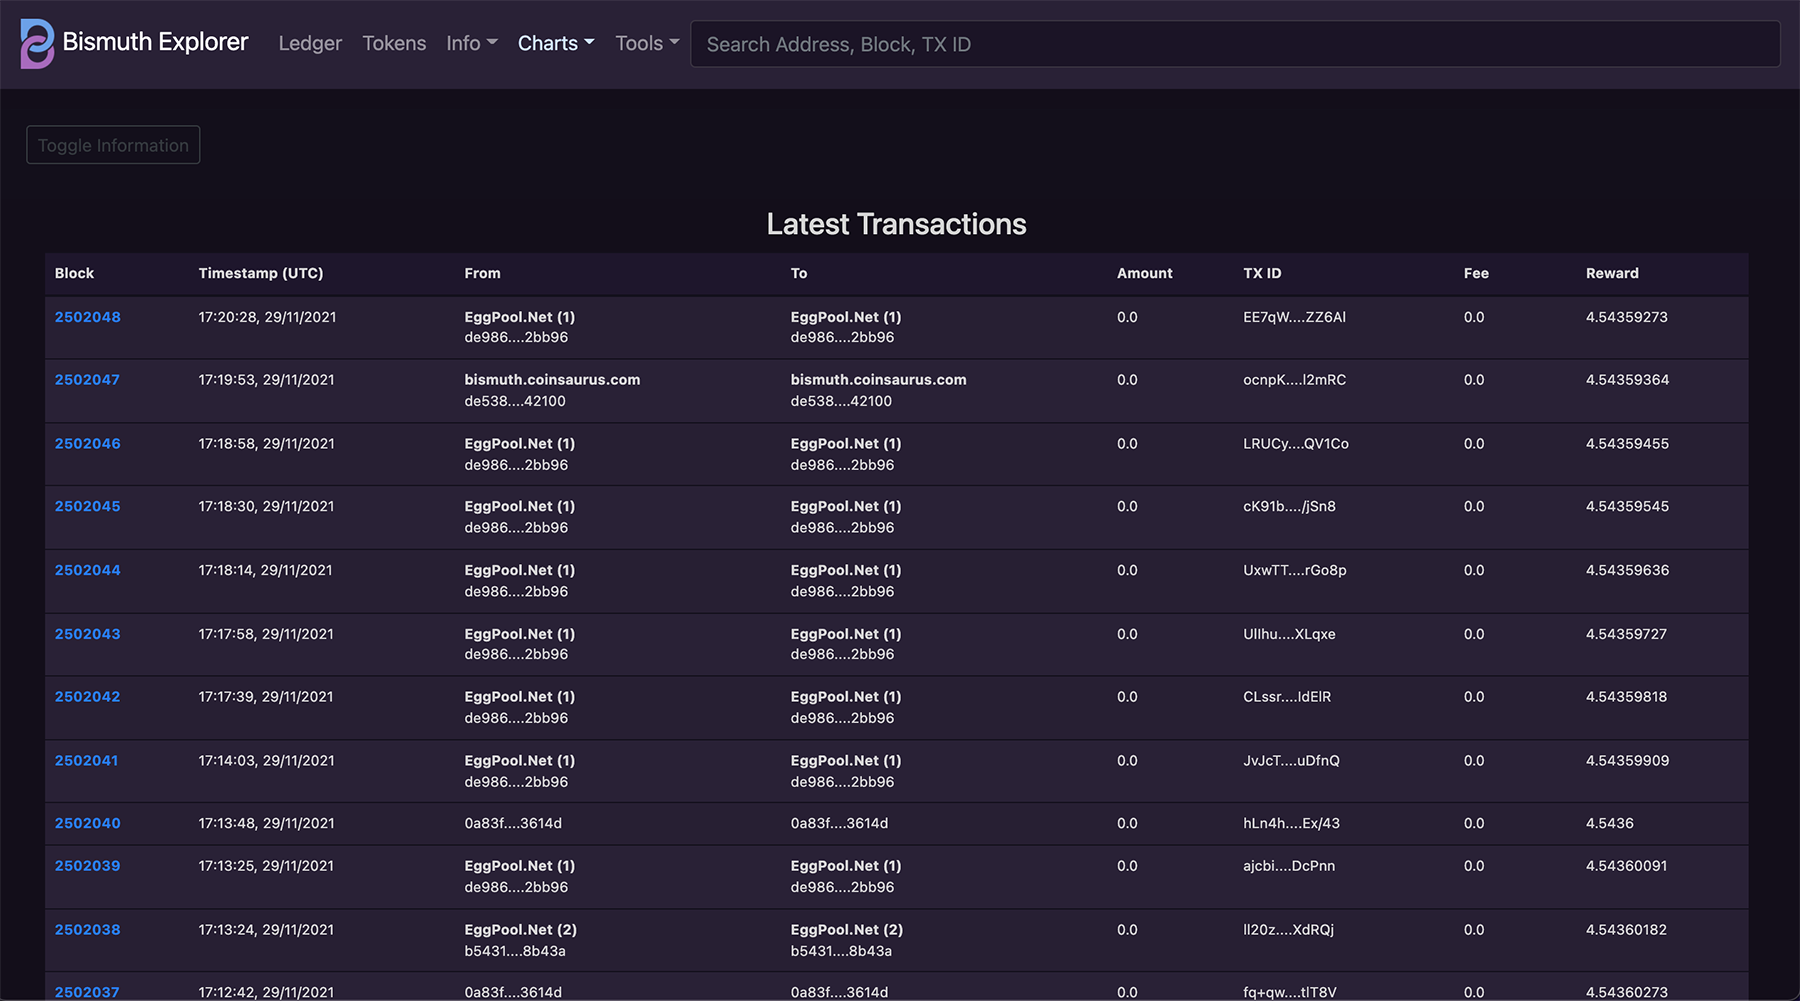 Bismuth Explorer Ledger Tokens Info Charts Tools Search Address, Block, TX ID
Toggle Information
Latest Transactions
Block Timestamp (UTC) From To Amount TX ID Fee Reward
2502048 17:20:28, 29/11/2021 EggPool.Net (1) EggPool.Net (1) 0.0 EE7qW....ZZ6Al 0.0 4.54359273
de986....2bb96 de986....2bb96
2502047 17:19:53, 29/11/2021 bismuth.coinsaurus.com bismuth.coinsaurus.com 0.0 ocnpK....l2mRC 0.0 4.54359364
de538....42100 de538....42100
2502046 17:18:58, 29/11/2021 EggPool.Net (1) EggPool.Net (1) 0.0 LRUCy....QV1Co 0.0 4.54359455
de986....2bb96 de986....2bb96
2502045 17:18:30, 29/11/2021 EggPool.Net (1) EggPool.Net (1) 0.0 cK91b..../jSn8 0.0 4.54359545
de986....2bb96 de986....2bb96
2502044 17:18:14, 29/11/2021 EggPool.Net (1) EggPool.Net (1) 0.0 UxwTT....rGo8p 0.0 4.54359636
de986....2bb96 de986....2bb96
2502043 17:17:58, 29/11/2021 EggPool.Net (1) EggPool.Net (1) 0.0 UIlhu....XLqxe 0.0 4.54359727
de986....2bb96 de986....2bb96
2502042 17:17:39, 29/11/2021 EggPool.Net (1) EggPool.Net (1) 0.0 CLssr....ldElR 0.0 4.54359818
de986....2bb96 de986....2bb96
2502041 17:14:03, 29/11/2021 EggPool.Net (1) EggPool.Net (1) 0.0 JvJcT....uDfnQ 0.0 4.54359909
de986....2bb96 de986....2bb96
2502040 17:13:48, 29/11/2021 0a83f....3614d 0a83f....3614d 0.0 hLn4h....Ex/43 0.0 4.5436
2502039 17:13:25, 29/11/2021 EggPool.Net (1) EggPool.Net (1) 0.0 ajcbi....DcPnn 0.0 4.54360091
de986....2bb96 de986....2bb96
2502038 17:13:24, 29/11/2021 EggPool.Net (2) EggPool.Net (2) 0.0 ll20z....XdRQj 0.0 4.54360182
b5431....8b43a b5431....8b43a
2502037 17:12:42, 29/11/2021 0a83f....3614d 0a83f....3614d 0.0 fq+qw....tlT8V 0.0 4.54360273